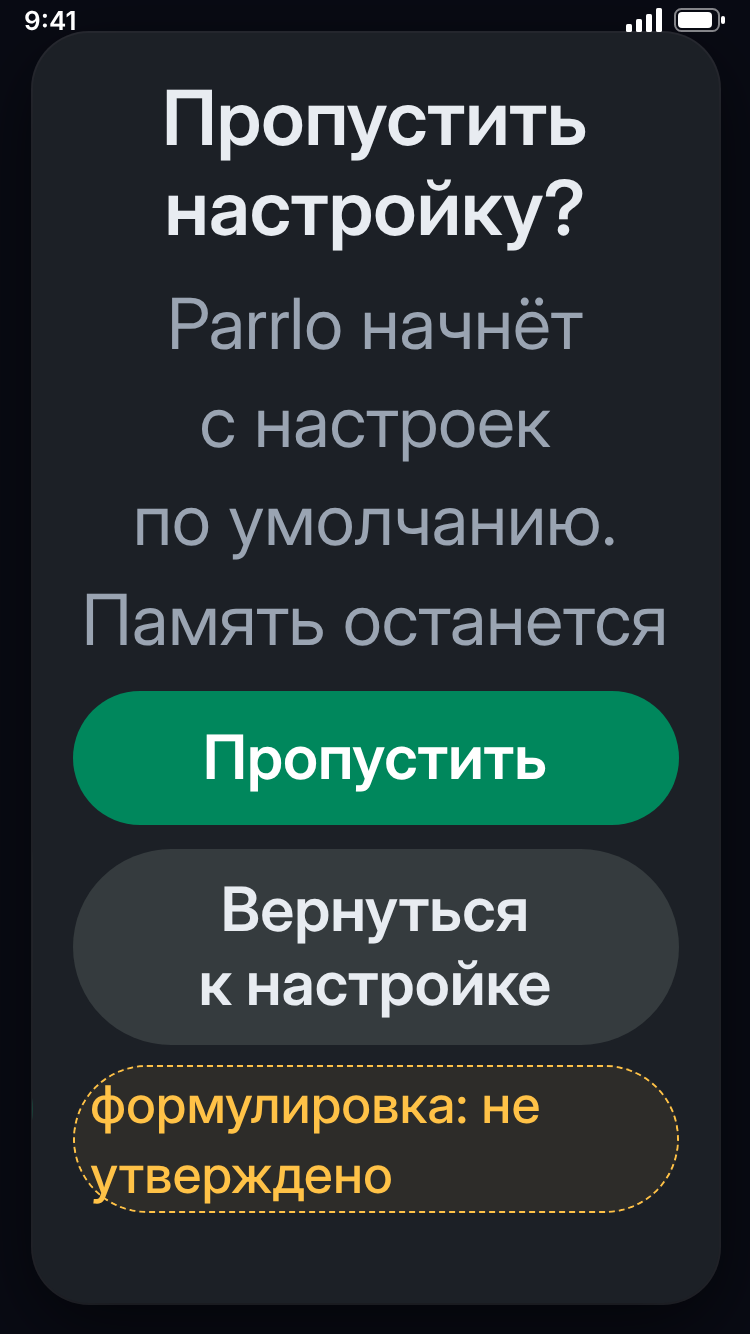 9:41
Пропустить
настройку?
Parrlo начнёт
с настроек
по умолчанию.
Память останется
Пропустить
Вернуться
к настройке
формулировка: не
утверждено